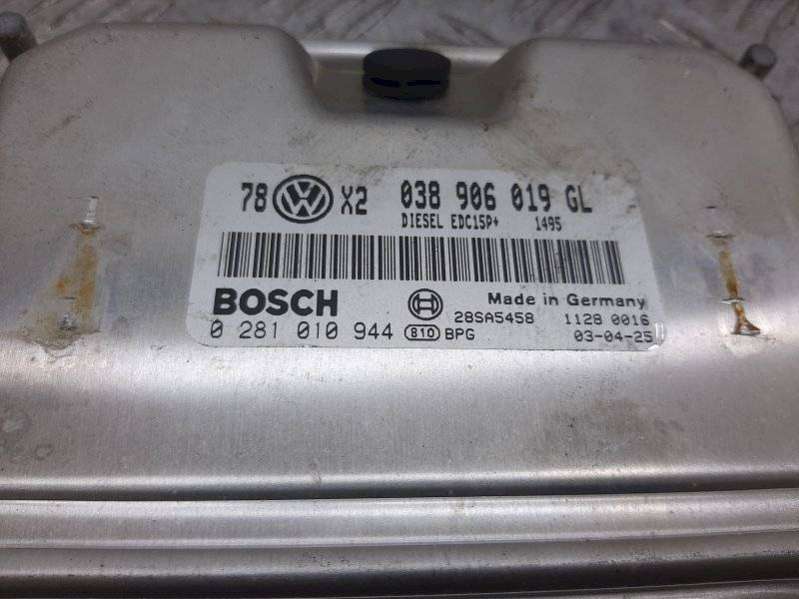 78 VW X2 038 906 019 GL
DIESEL EDC15P+ 1495
BOSCH Made in Germany
28SA5458 1128 0016
0 281 010 944 810 BPG 03-04-25